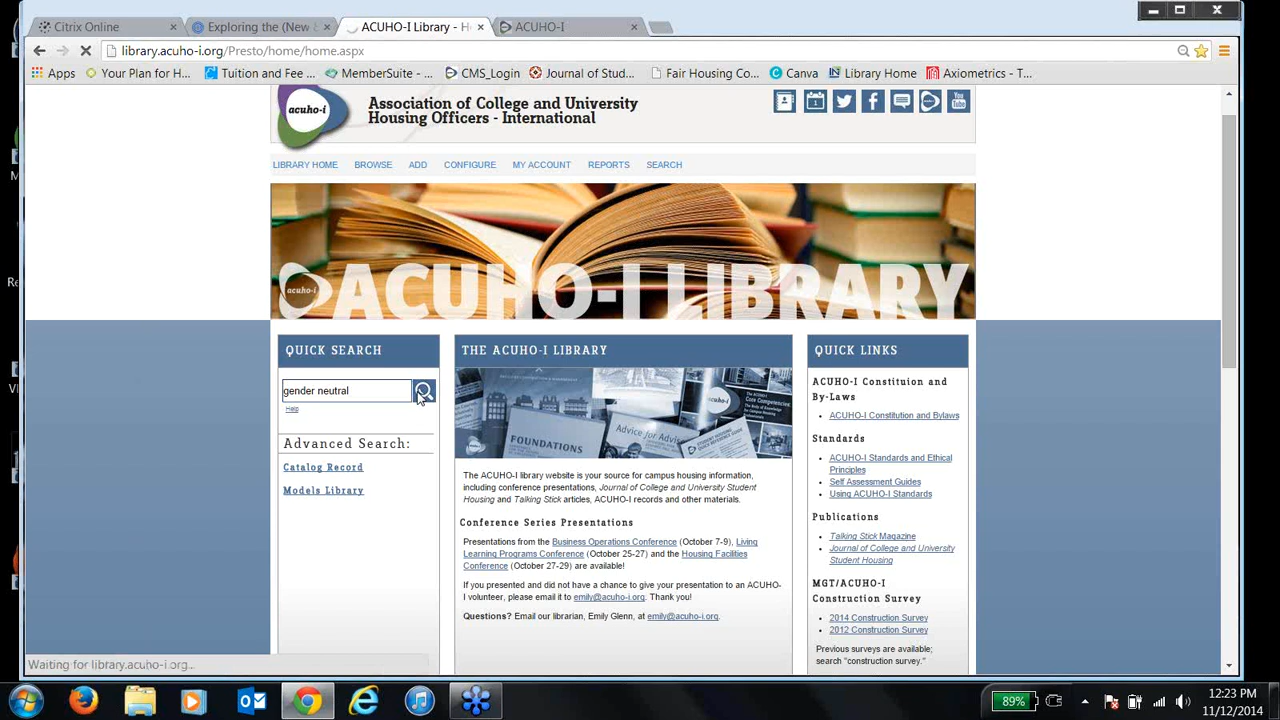 Citrix Online
Exploring the (New
ACUHO-I Library - H
ACUHO-I
library.acuho-i.org/Presto/home/home.aspx
Apps
Your Plan for H...
Tuition and Fee ...
MemberSuite - ...
CMS_Login
Journal of Stud...
Fair Housing Co...
Canva
Library Home
Axiometrics - T...
acuho-i
Association of College and University
Housing Officers - International
You
Tube
LIBRARY HOME
BROWSE
ADD
CONFIGURE
MY ACCOUNT
REPORTS
SEARCH
acuho-i
ACUHO-I LIBRARY
QUICK SEARCH
gender neutral
Help
Advanced Search:
Catalog Record
Models Library
THE ACUHO-I LIBRARY
FOUNDATIONS
Advice for Advisers
acuho-i
The ACUHO-I library website is your source for campus housing information,
including conference presentations, Journal of College and University Student
Housing and Talking Stick articles, ACUHO-I records and other materials.
Conference Series Presentations
Presentations from the Business Operations Conference (October 7-9), Living
Learning Programs Conference (October 25-27) and the Housing Facilities
Conference (October 27-29) are available!
If you presented and did not have a chance to give your presentation to an ACUHO-
I volunteer, please email it to emily@acuho-i.org. Thank you!
Questions? Email our librarian, Emily Glenn, at emily@acuho-i.org.
QUICK LINKS
ACUHO-I Constituion and
By-Laws
ACUHO-I Constitution and Bylaws
Standards
ACUHO-I Standards and Ethical
Principles
Self Assessment Guides
Using ACUHO-I Standards
Publications
Talking Stick Magazine
Journal of College and University
Student Housing
MGT/ACUHO-I
Construction Survey
2014 Construction Survey
2012 Construction Survey
Previous surveys are available;
search "construction survey."
Waiting for library.acuho-i.org...
89%
12:23 PM
11/12/2014